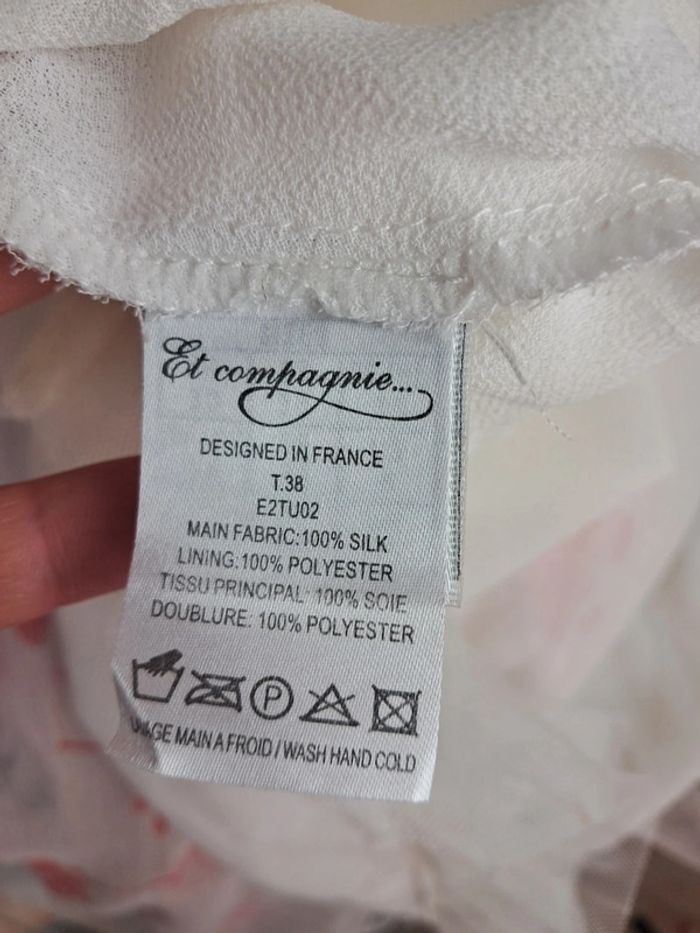 Et compagnie...
DESIGNED IN FRANCE
T.38
E2TU02
MAIN FABRIC:100% SILK
LINING:100% POLYESTER
TISSU PRINCIPAL: 100% SOIE
DOUBLURE: 100% POLYESTER
P
MAIN A FROID / WASH HAND COLD